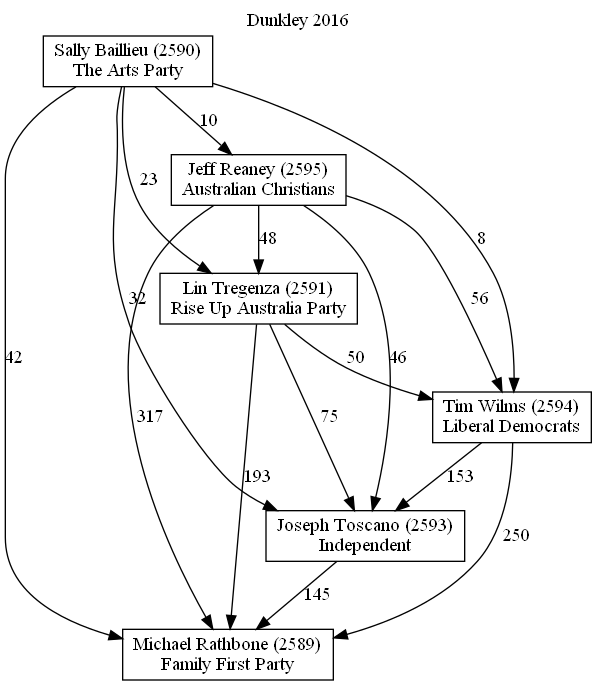 Dunkley 2016
Sally Baillieu (2590)
The Arts Party
10
Jeff Reaney (2595)
Australian Christians
23
8
48
Lin Tregenza (2591)
Rise Up Australia Party
32
56
42
50
46
Tim Wilms (2594)
Liberal Democrats
317
75
193
153
Joseph Toscano (2593)
Independent
250
145
Michael Rathbone (2589)
Family First Party